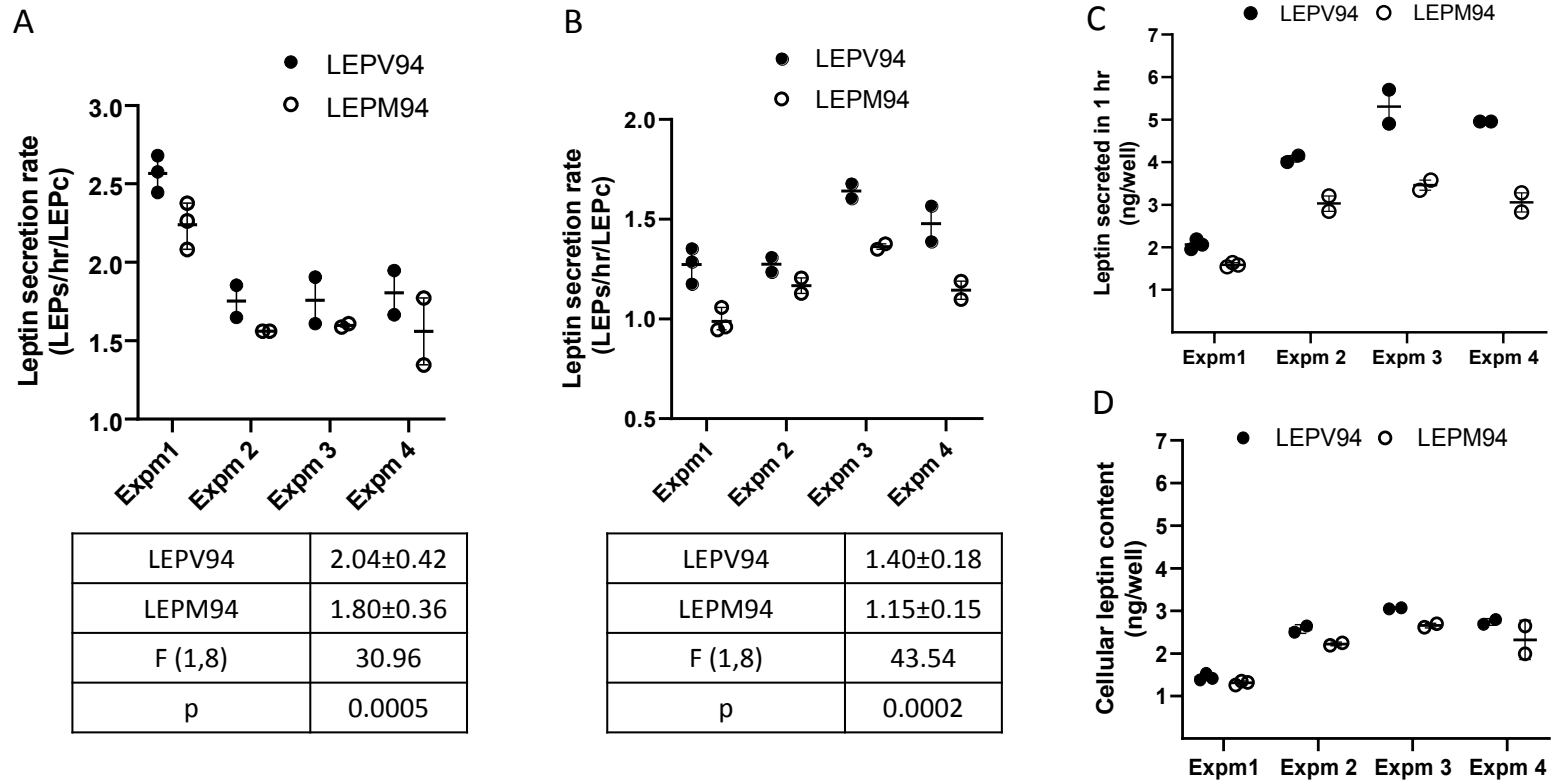 A
LEPV94
LEPM94
Leptin secretion rate
(LEPs/hr/LEPc)
3.0
2.5
2.0
1.5
1.0
Expm1
Expm 2
Expm 3
Expm 4
LEPV94 2.04±0.42
LEPM94 1.80±0.36
F (1,8) 30.96
p 0.0005
B
LEPV94
LEPM94
Leptin secretion rate
(LEPs/hr/LEPc)
2.0
1.5
1.0
0.5
Expm1
Expm 2
Expm 3
Expm 4
LEPV94 1.40±0.18
LEPM94 1.15±0.15
F (1,8) 43.54
p 0.0002
C
LEPV94 LEPM94
Leptin secreted in 1 hr
(ng/well)
7
6
5
4
3
2
1
Expm1 Expm 2 Expm 3 Expm 4
D
LEPV94 LEPM94
Cellular leptin content
(ng/well)
7
6
5
4
3
2
1
Expm1 Expm 2 Expm 3 Expm 4